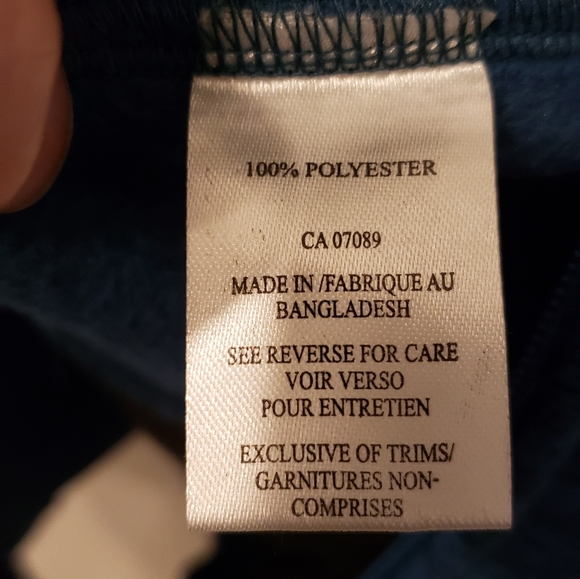 100% POLYESTER
CA 07089
MADE IN /FABRIQUE AU
BANGLADESH
SEE REVERSE FOR CARE
VOIR VERSO
POUR ENTRETIEN
EXCLUSIVE OF TRIMS/
GARNITURES NON-
COMPRISES